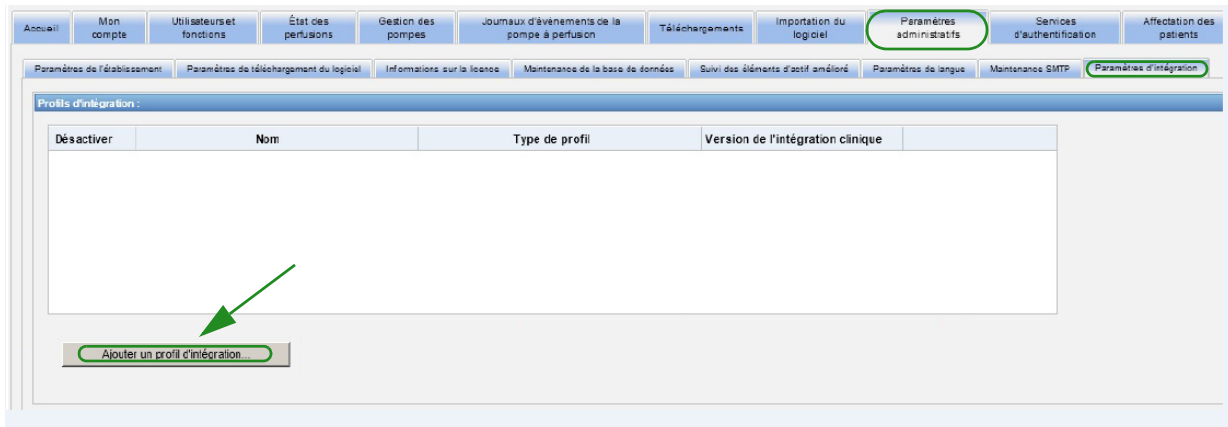 Accueil
Mon compte
Utilisateurs et fonctions
État des perfusions
Gestion des pompes
Journaux d'événements de la pompe à perfusion
Téléchargements
Importation du logiciel
Paramètres administratifs
Services d'authentification
Affectation des patients
Paramètres de l'établissement
Paramètres de téléchargement du logiciel
Informations sur la licence
Maintenance de la base de données
Suivi des éléments d'actif amélioré
Paramètres de langue
Maintenance SMTP
Paramètres d'intégration
Profils d'intégration :
Désactiver
Nom
Type de profil
Version de l'intégration clinique
Ajouter un profil d'intégration...